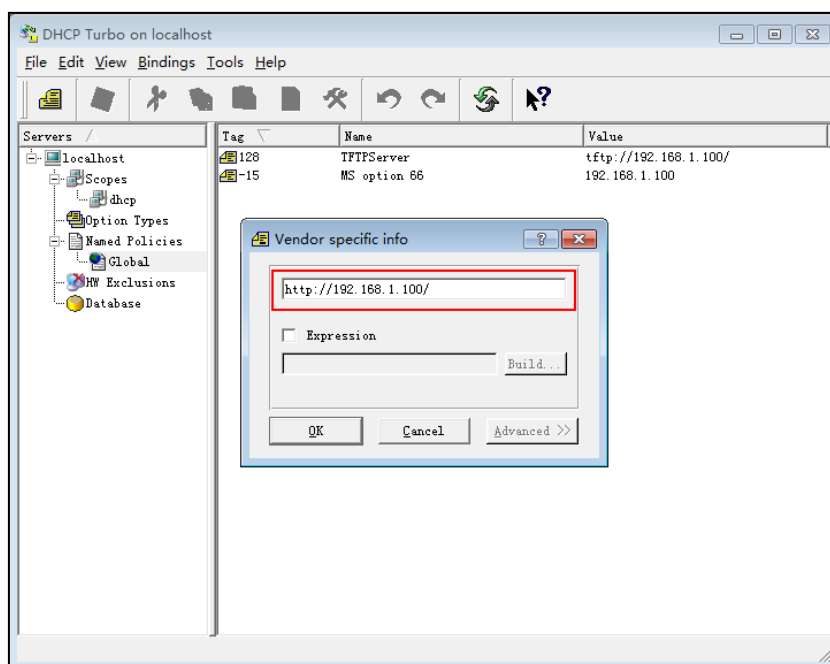 DHCP Turbo on localhost
File Edit View Bindings Tools Help
Servers Tag Name Value
localhost 128 TFTPServer tftp://192.168.1.100/
Scopes -15 MS option 66 192.168.1.100
dhcp
Option Types
Named Policies
Global
HW Exclusions
Database
Vendor specific info
http://192.168.1.100/
Expression
Build...
OK Cancel Advanced >>